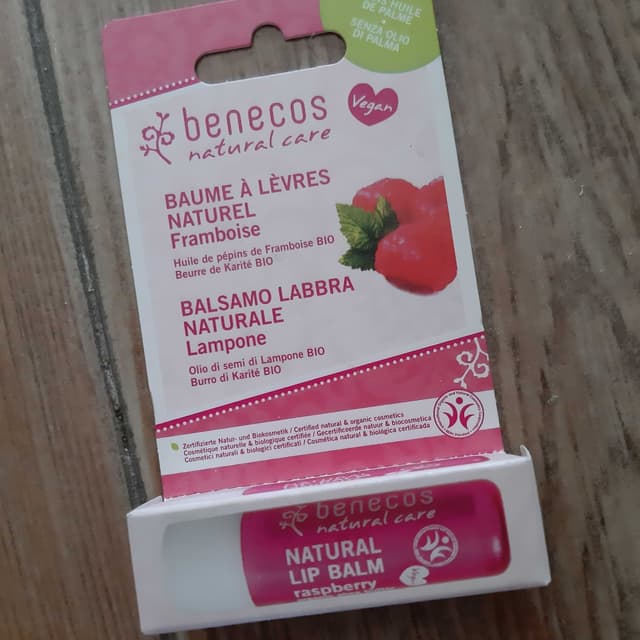 HUILE
DE PALME
SENZA OLIO
DI PALMA
benecos
natural care
Vegan
BAUME À LÈVRES
NATUREL
Framboise
Huile de pépins de Framboise BIO
Beurre de Karité BIO
BALSAMO LABBRA
NATURALE
Lampone
Olio di semi di Lampone BIO
Burro di Karité BIO
Zertifizierte Natur- und Biokosmetik / Certified natural & organic cosmetics
Cosmétique naturelle & biologique certifiée / Gecertificeerde natuur & biocosmetica
Cosmetici naturali & biologici certificati / Cosmética natural & biológica certificada
benecos
natural care
NATURAL
LIP BALM
raspberry